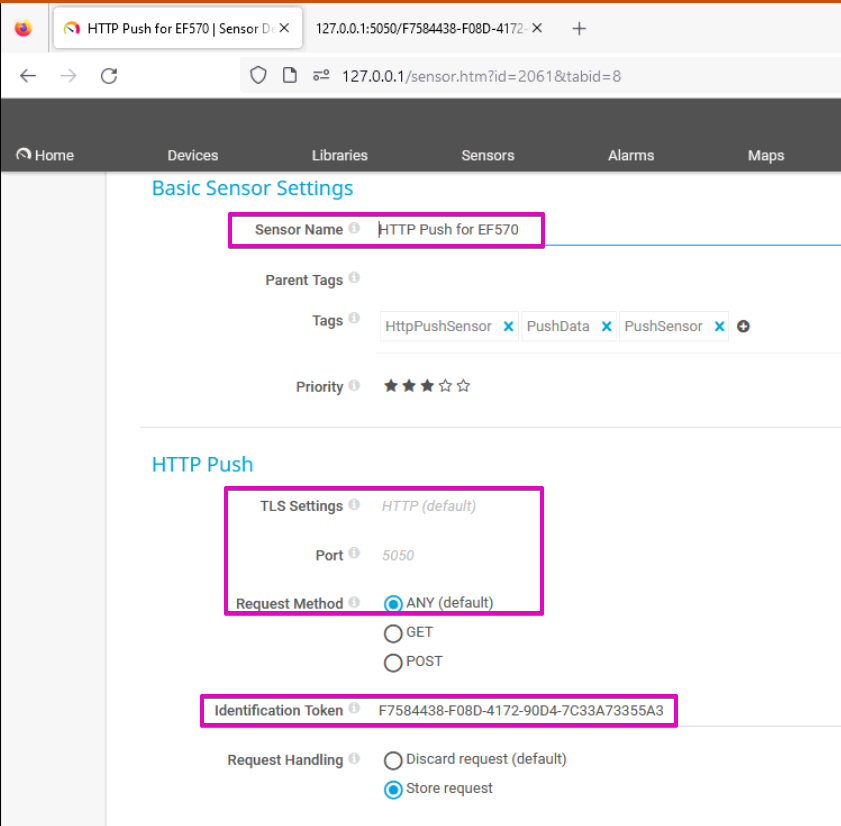 HTTP Push for EF570 | Sensor De
127.0.0.1:5050/F7584438-F08D-4172-
127.0.0.1/sensor.htm?id=2061&tabid=8
Home Devices Libraries Sensors Alarms Maps
Basic Sensor Settings
Sensor Name HTTP Push for EF570
Parent Tags
Tags HttpPushSensor PushData PushSensor
Priority
HTTP Push
TLS Settings HTTP (default)
Port 5050
Request Method ANY (default)
GET
POST
Identification Token F7584438-F08D-4172-90D4-7C33A73355A3
Request Handling Discard request (default)
Store request